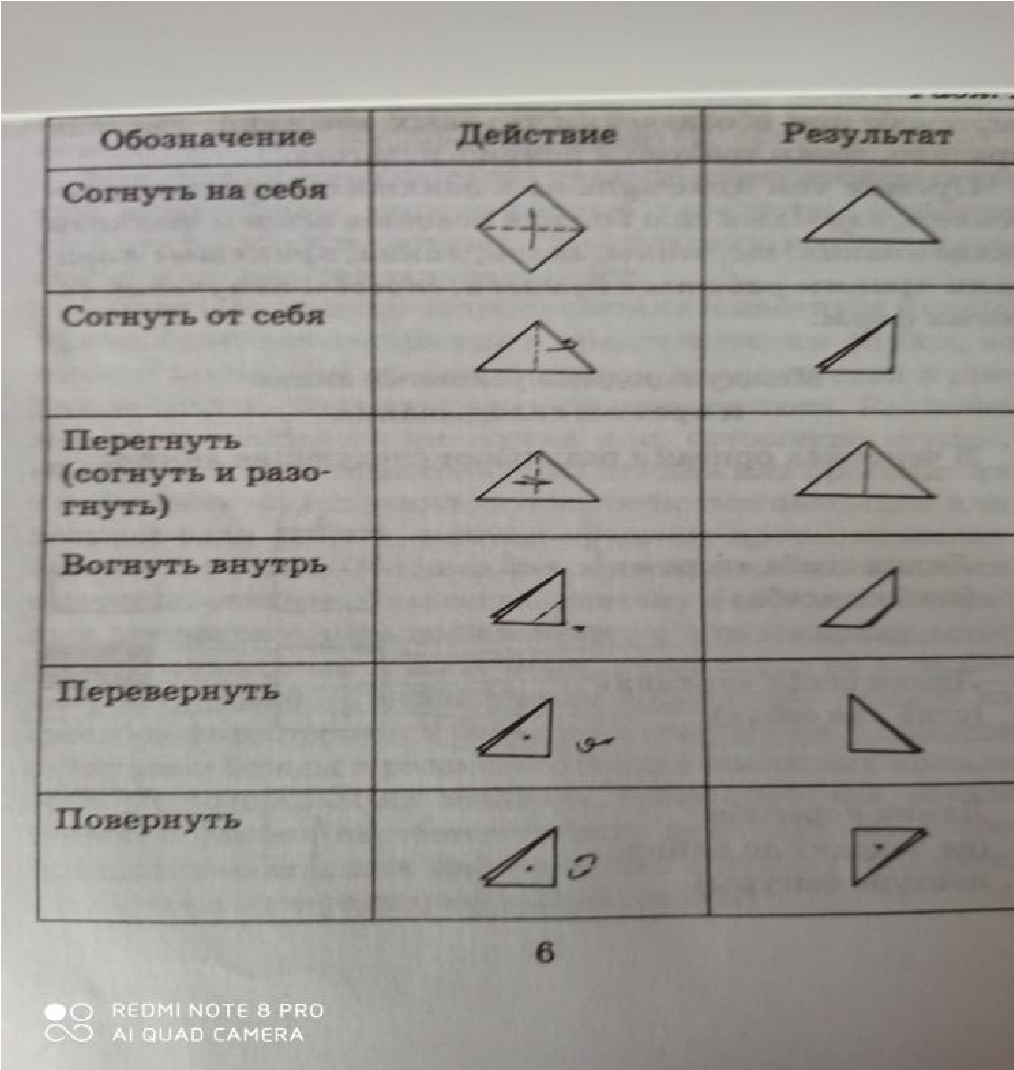 Обозначение
Действие
Результат
Согнуть на себя
Согнуть от себя
Перегнуть
(согнуть и разо-
гнуть)
Вогнуть внутрь
Перевернуть
Повернуть
6
REDMI NOTE 8 PRO
AI QUAD CAMERA